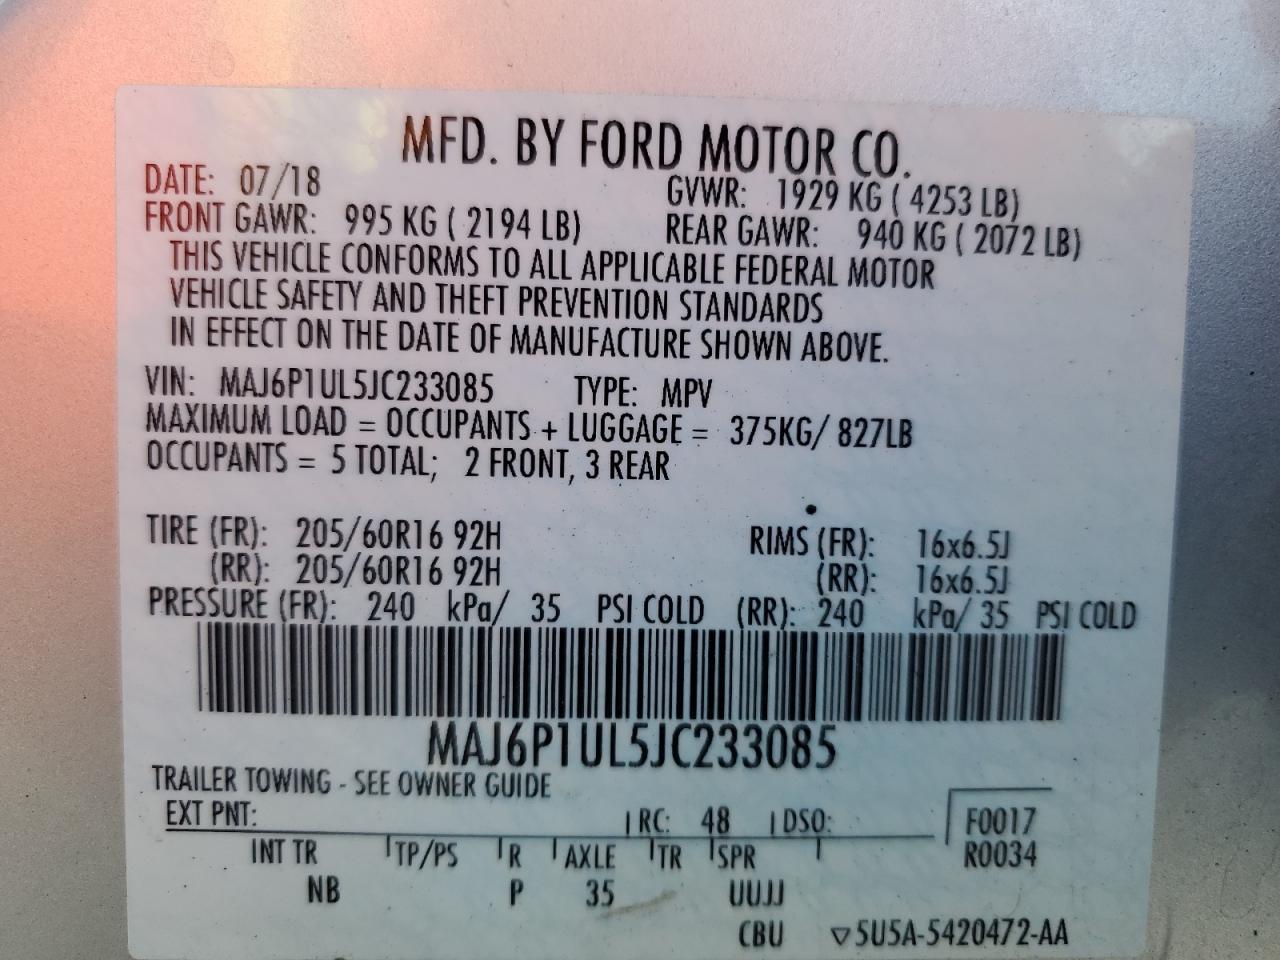 MFD. BY FORD MOTOR CO.
DATE: 07/18 GVWR: 1929 KG ( 4253 LB)
FRONT GAWR: 995 KG ( 2194 LB) REAR GAWR: 940 KG ( 2072 LB)
THIS VEHICLE CONFORMS TO ALL APPLICABLE FEDERAL MOTOR
VEHICLE SAFETY AND THEFT PREVENTION STANDARDS
IN EFFECT ON THE DATE OF MANUFACTURE SHOWN ABOVE.
VIN: MAJ6P1UL5JC233085 TYPE: MPV
MAXIMUM LOAD = OCCUPANTS + LUGGAGE = 375KG/ 827LB
OCCUPANTS = 5 TOTAL; 2 FRONT, 3 REAR
TIRE (FR): 205/60R16 92H RIMS (FR): 16x6.5J
(RR): 205/60R16 92H (RR): 16x6.5J
PRESSURE (FR): 240 kPa/ 35 PSI COLD (RR): 240 kPa/ 35 PSI COLD
MAJ6P1UL5JC233085
TRAILER TOWING - SEE OWNER GUIDE
EXT PNT: RC: 48 DSO: F0017
INT TR TP/PS R AXLE TR SPR R0034
NB P 35 UUJJ
CBU ▽5U5A-5420472-AA